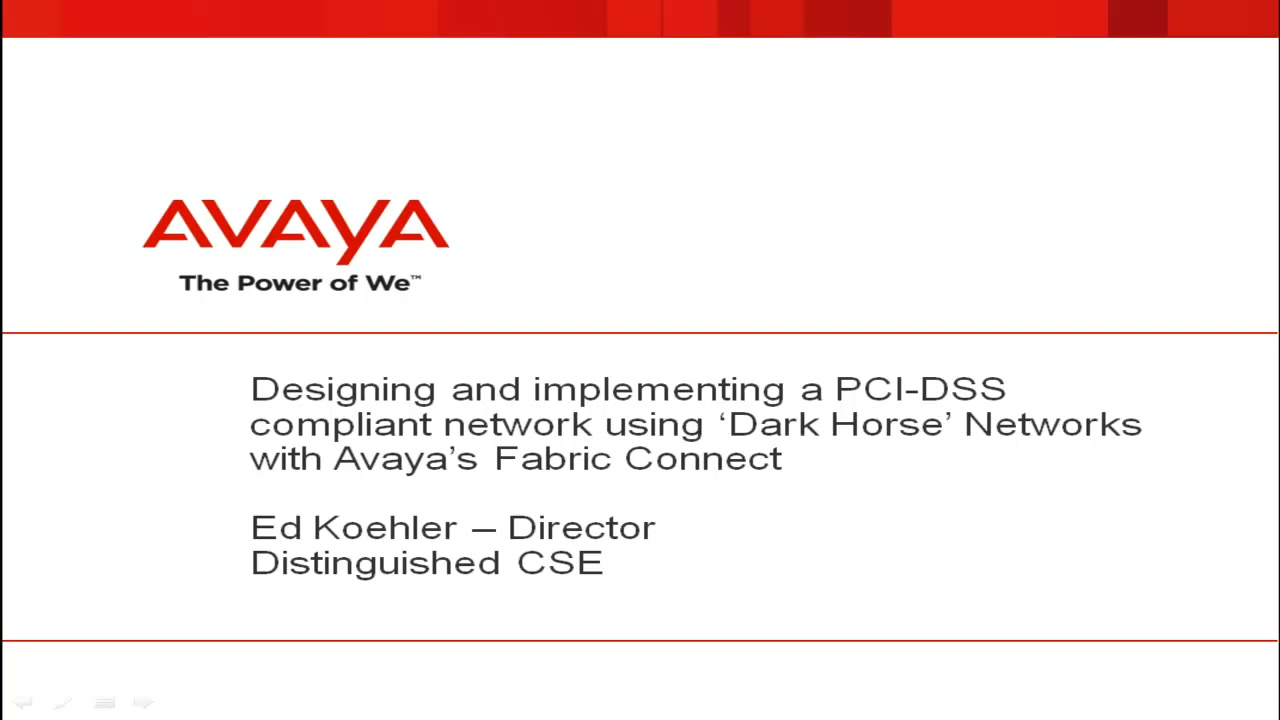 AVAYA
The Power of We™
Designing and implementing a PCI-DSS
compliant network using ‘Dark Horse’ Networks
with Avaya’s Fabric Connect
Ed Koehler – Director
Distinguished CSE